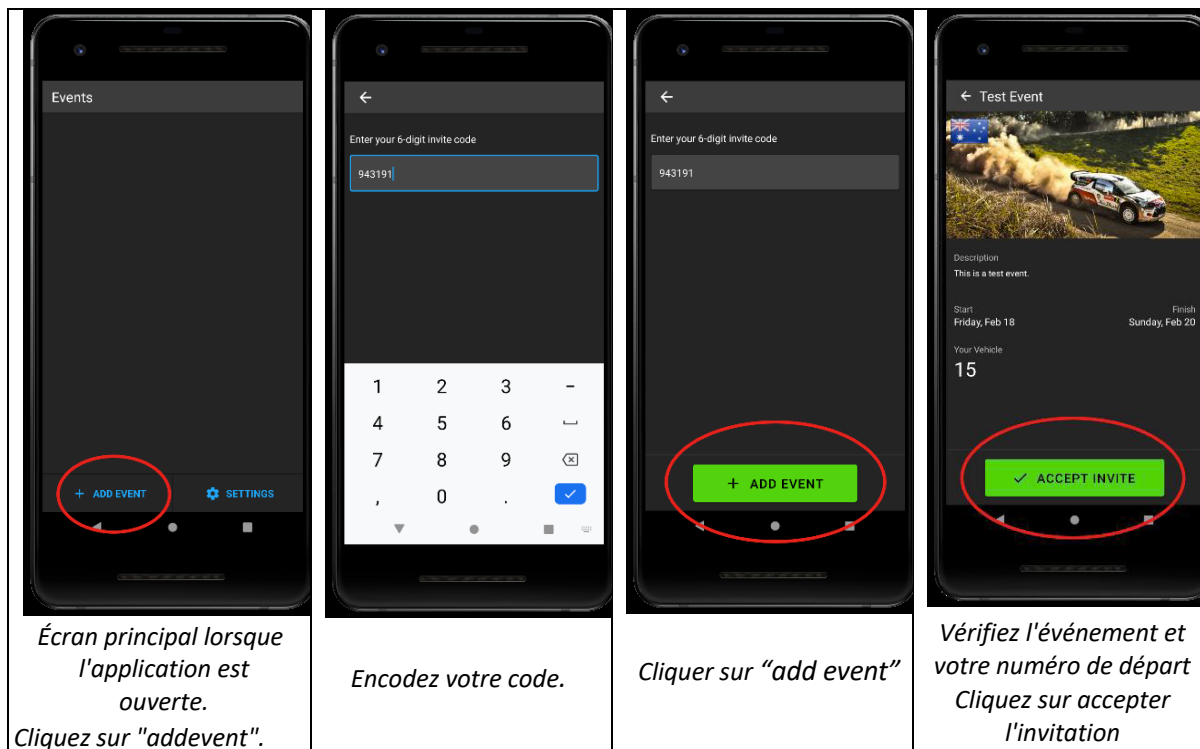 Events
+ ADD EVENT
SETTINGS
Écran principal lorsque
l'application est
ouverte.
Cliquez sur "addevent".
Enter your 6-digit invite code
943191
1 2 3 -
4 5 6
7 8 9
, 0 .
Encodez votre code.
Enter your 6-digit invite code
943191
+ ADD EVENT
Cliquer sur “add event”
Test Event
Description
This is a test event.
Start Finish
Friday, Feb 18 Sunday, Feb 20
Your Vehicle
15
ACCEPT INVITE
Vérifiez l'événement et
votre numéro de départ
Cliquez sur accepter
l'invitation